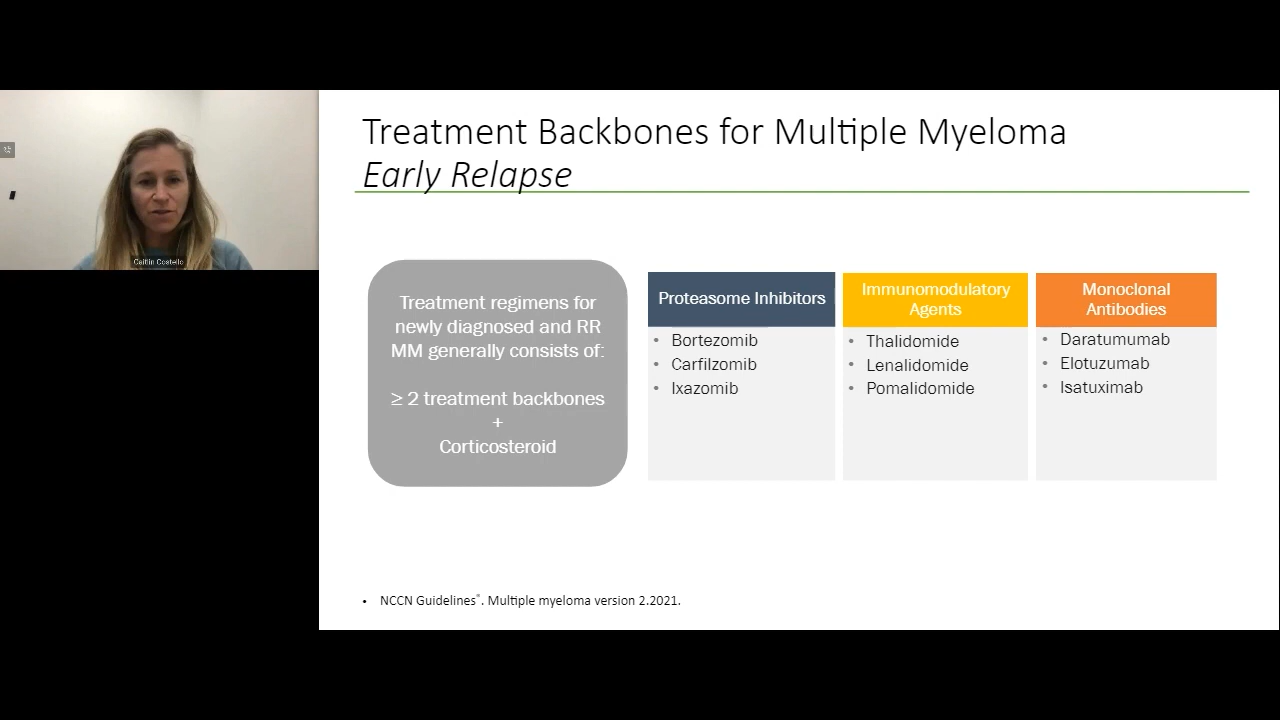 Caitlin Costello
Treatment Backbones for Multiple Myeloma
Early Relapse
Treatment regimens for
newly diagnosed and RR
MM generally consists of:
≥ 2 treatment backbones
+
Corticosteroid
Proteasome Inhibitors
• Bortezomib
• Carfilzomib
• Ixazomib
Immunomodulatory
Agents
• Thalidomide
• Lenalidomide
• Pomalidomide
Monoclonal
Antibodies
• Daratumumab
• Elotuzumab
• Isatuximab
• NCCN Guidelines®. Multiple myeloma version 2.2021.